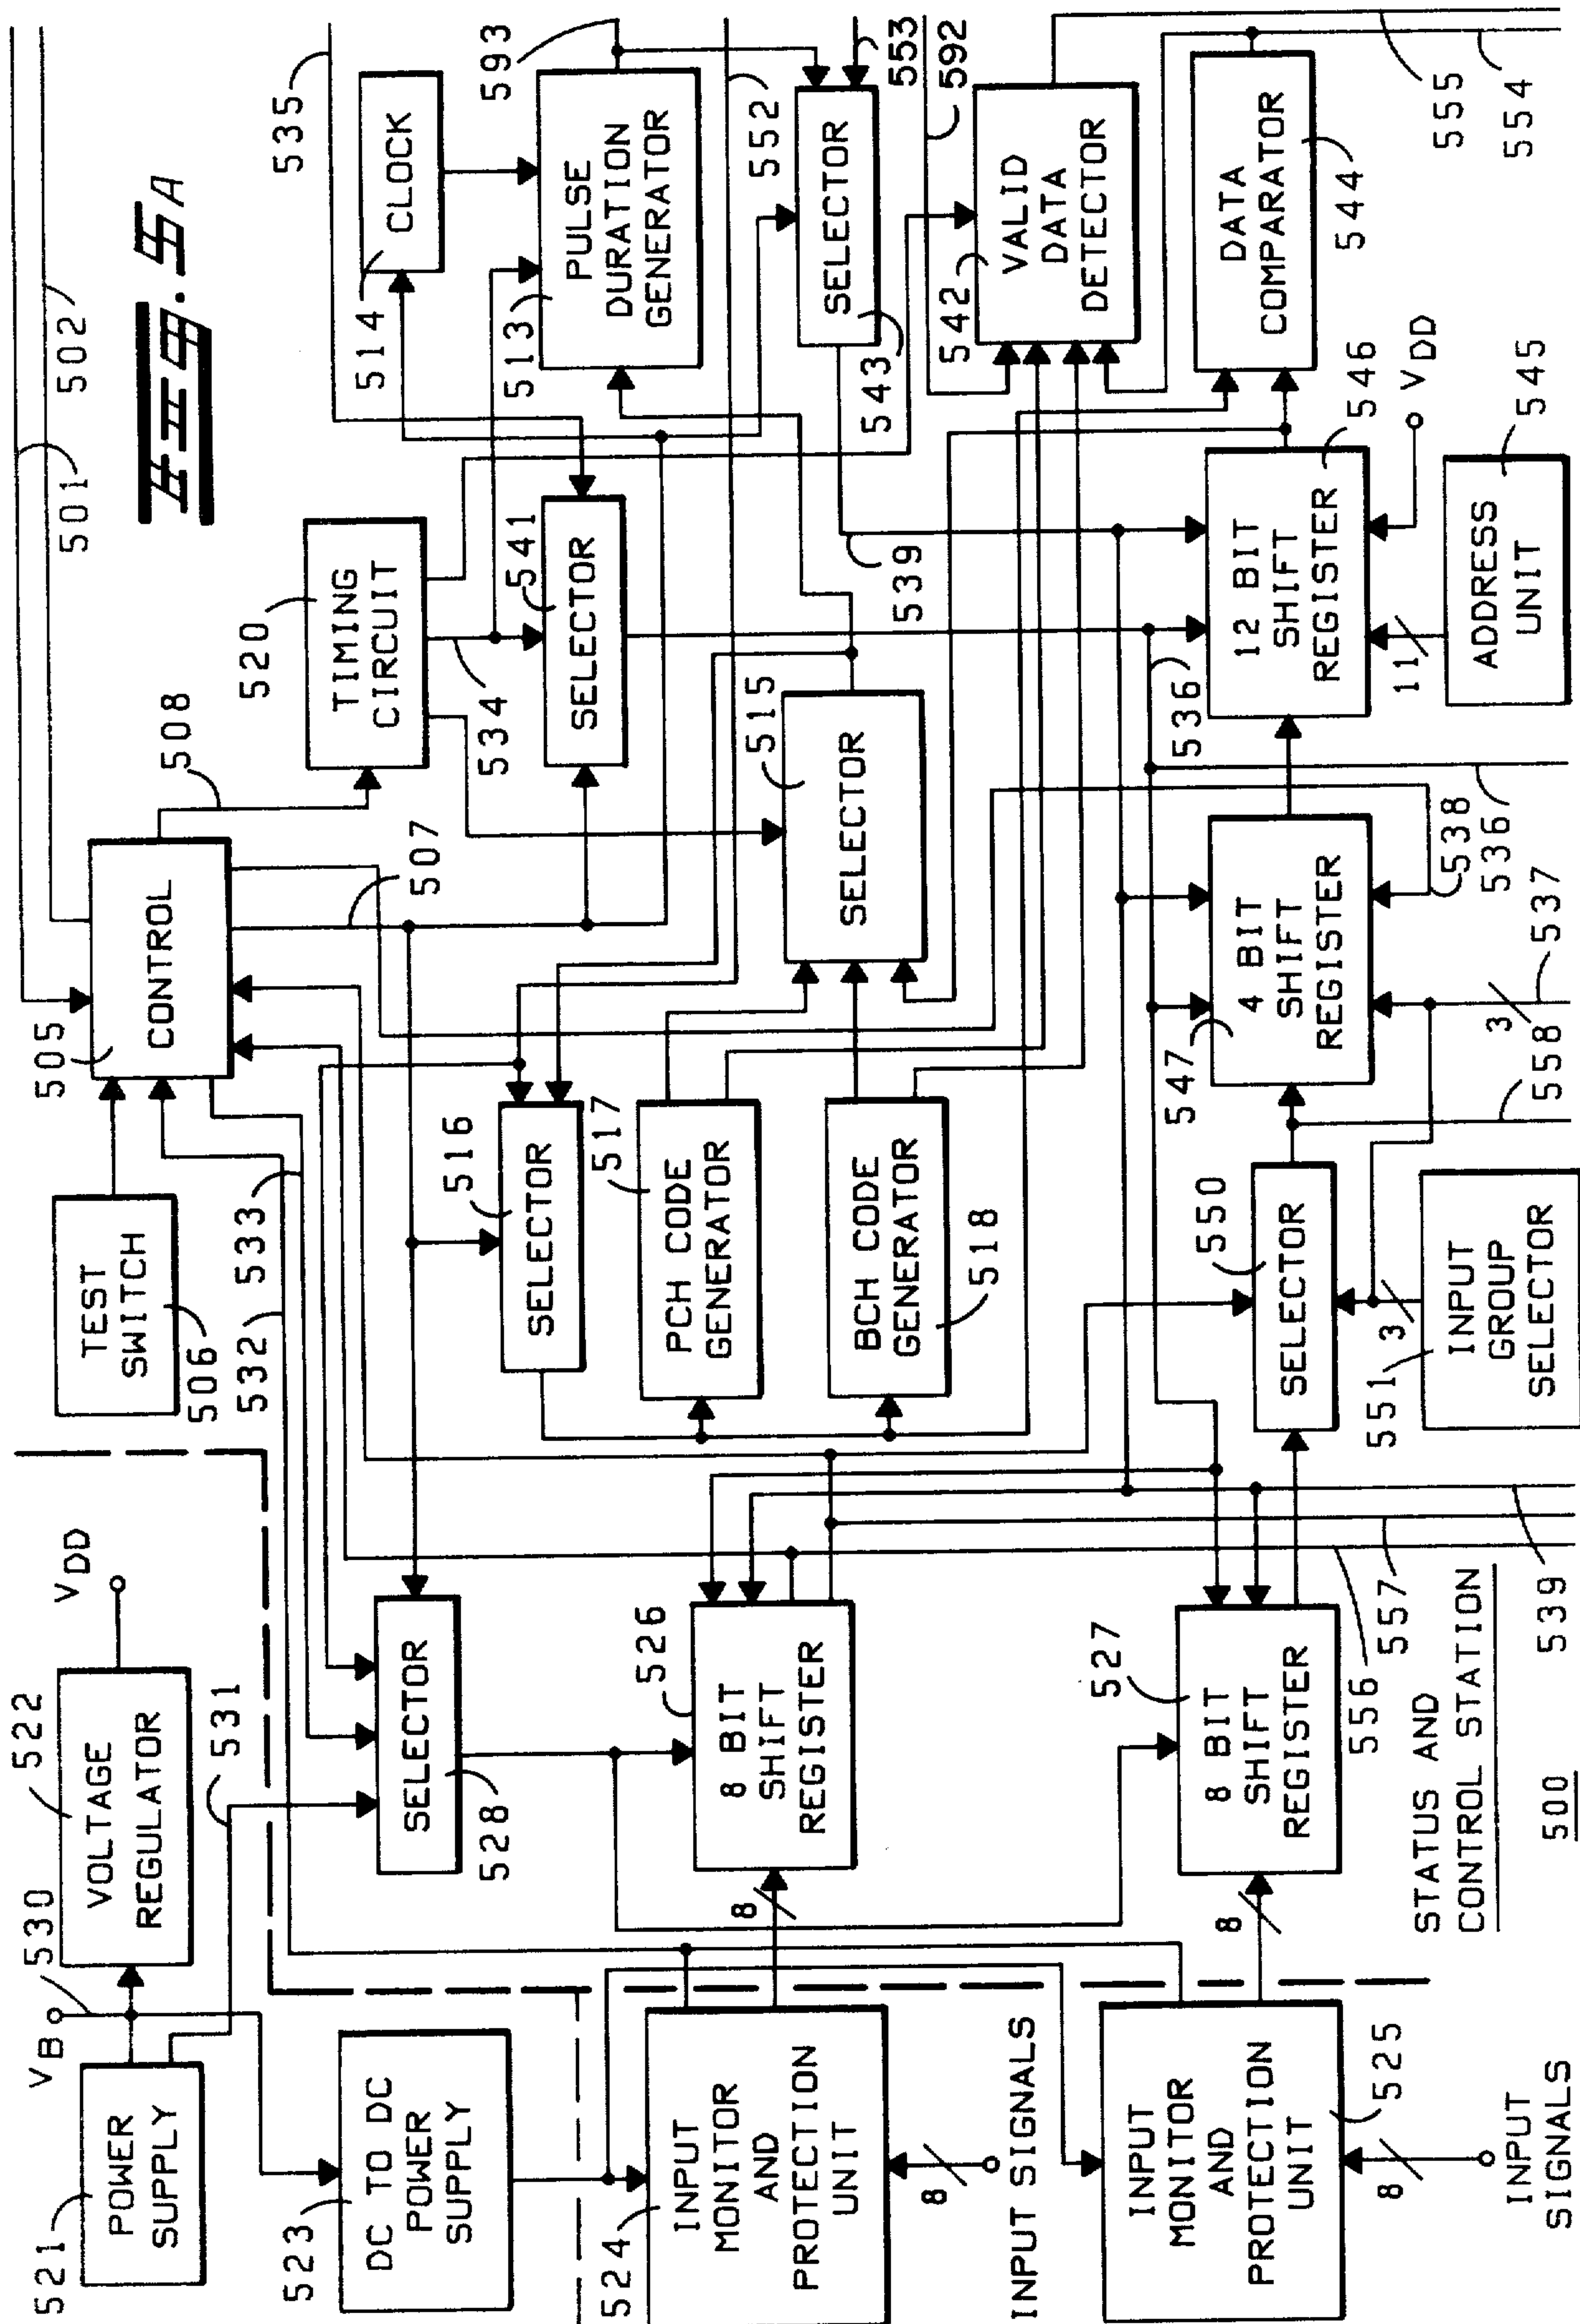 521
POWER
SUPPLY
VB
530
522
VOLTAGE
REGULATOR
531
VDD
TEST
SWITCH
506
505
CONTROL
501
502
FIG. 5A
508
507
533
532
520
TIMING
CIRCUIT
534
535
514
CLOCK
593
523
DC TO DC
POWER
SUPPLY
SELECTOR
528
516
SELECTOR
541
SELECTOR
513
PULSE
DURATION
GENERATOR
552
517
PCH CODE
GENERATOR
515
SELECTOR
SELECTOR
543
553
592
524
INPUT
MONITOR
AND
PROTECTION
UNIT
8
INPUT SIGNALS
8
526
8 BIT
SHIFT
REGISTER
BCH CODE
GENERATOR
518
539
542
VALID
DATA
DETECTOR
INPUT
MONITOR
AND
PROTECTION
UNIT
525
8
INPUT
SIGNALS
8
527
8 BIT
SHIFT
REGISTER
550
SELECTOR
547
4 BIT
SHIFT
REGISTER
536
12 BIT
SHIFT
REGISTER
546
DATA
COMPARATOR
544
551
3
INPUT
GROUP
SELECTOR
11
VDD
ADDRESS
UNIT
545
538
536
537
3
558
555
554
556
557
539
STATUS AND
CONTROL STATION
500